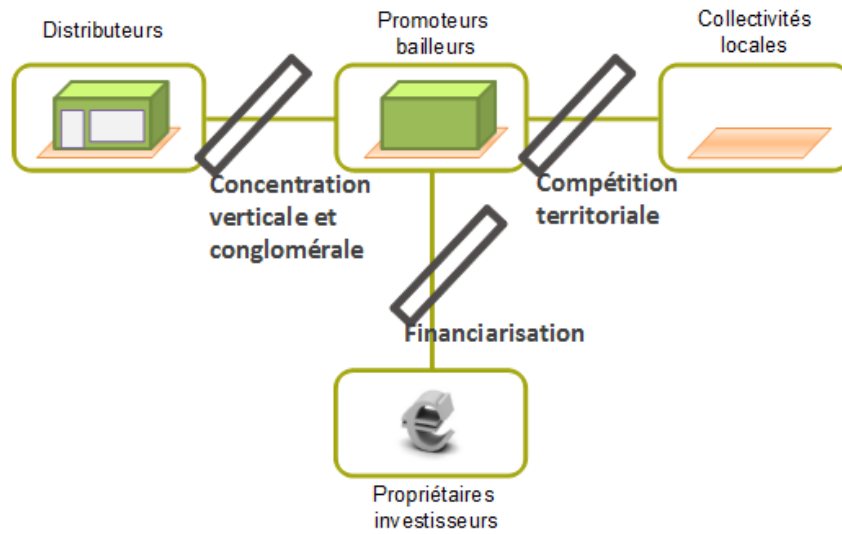 Distributeurs
Promoteurs
bailleurs
Collectivités
locales
Concentration
verticale et
conglomérale
Compétition
territoriale
Financiarisation
Propriétaires
investisseurs